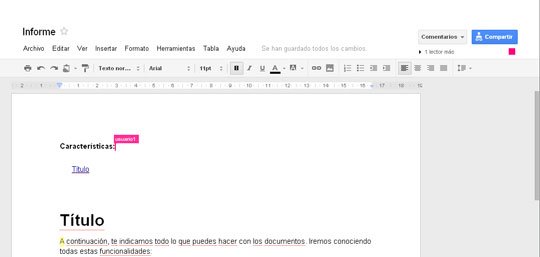 Informe
Comentarios
Compartir
Archivo Editar Ver Insertar Formato Herramientas Tabla Ayuda Se han guardado todos los cambios
1 lector más
Texto nor... Arial 11pt B I U A A
2 1 1 2 3 4 5 6 7 8 9 10 11 12 13 14 15 16 17 18 19
usuario1
Características:
Título
Título
A continuación, te indicamos todo lo que puedes hacer con los documentos. Iremos conociendo
todas estas funcionalidades: